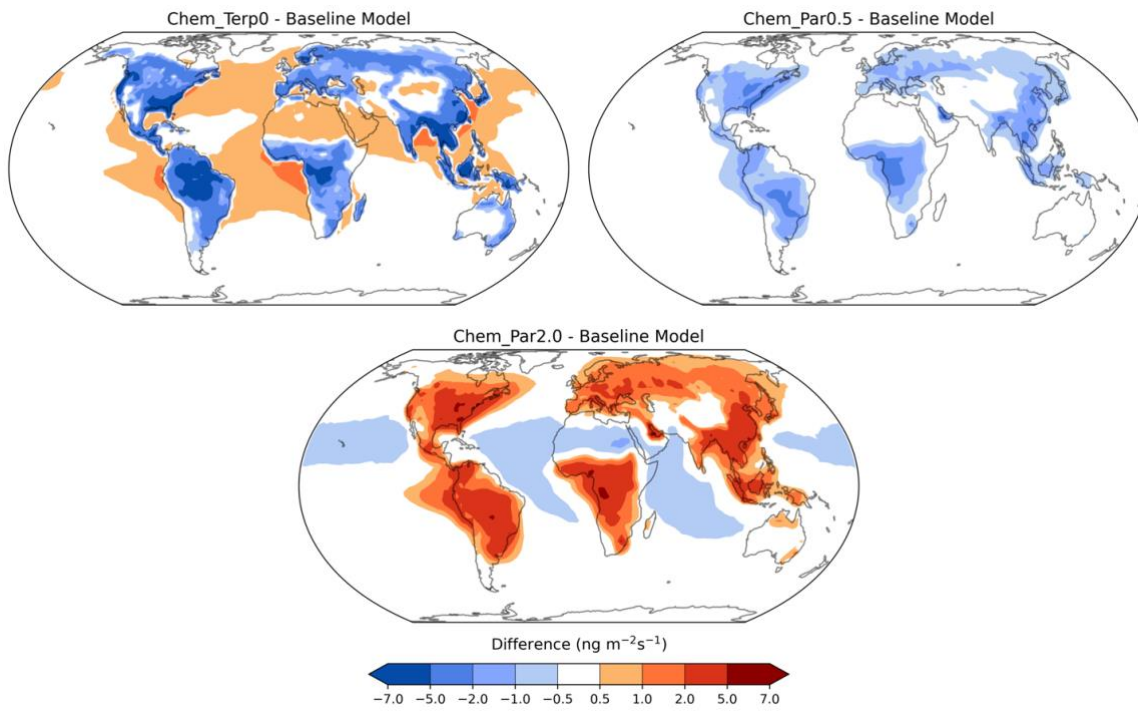 Chem_Terp0 - Baseline Model
Chem_Par0.5 - Baseline Model
Chem_Par2.0 - Baseline Model
Difference (ng m⁻²s⁻¹)
−7.0 −5.0 −2.0 −1.0 −0.5 0.5 1.0 2.0 5.0 7.0